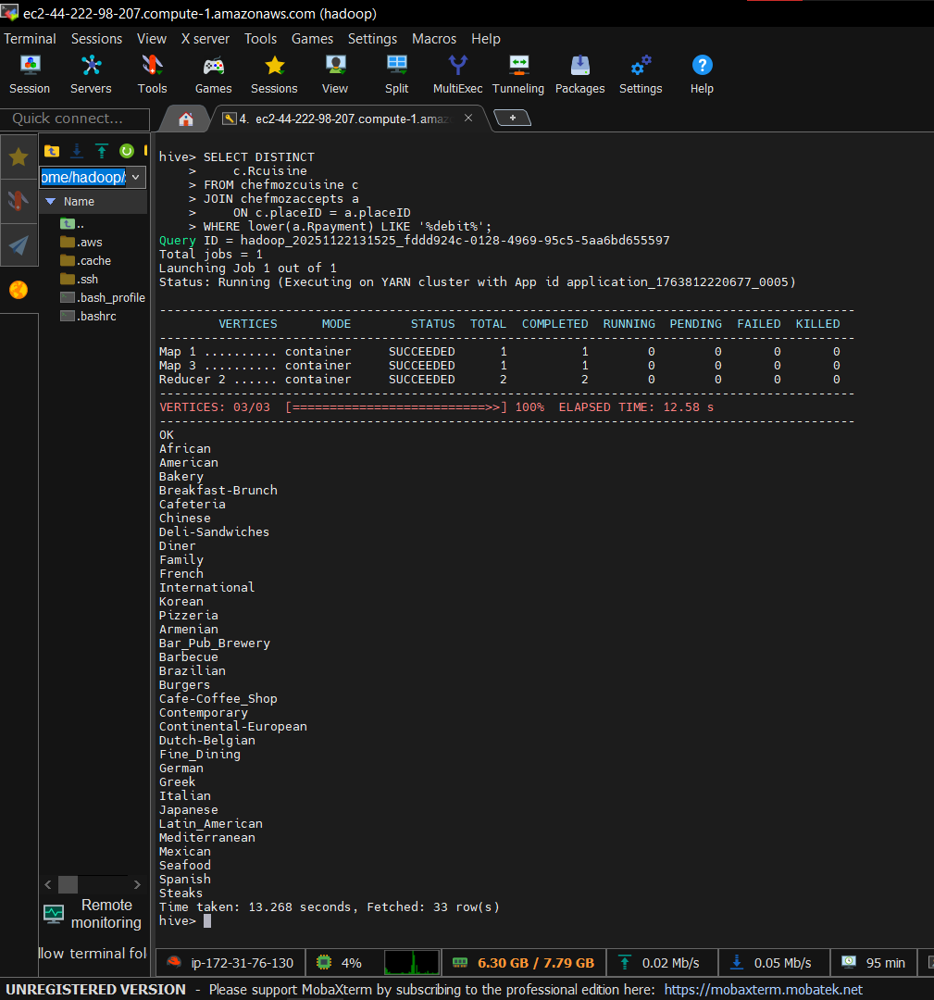 ec2-44-222-98-207.compute-1.amazonaws.com (hadoop)
Terminal Sessions View X server Tools Games Settings Macros Help
Session Servers Tools Games Sessions View Split MultiExec Tunneling Packages Settings Help
Quick connect...
4. ec2-44-222-98-207.compute-1.amaz
ome/hadoop/
Name
..
.aws
.cache
.ssh
.bash_profile
.bashrc
hive> SELECT DISTINCT
    >     c.Rcuisine
    > FROM chefmozcuisine c
    > JOIN chefmozaccepts a
    >     ON c.placeID = a.placeID
    > WHERE lower(a.Rpayment) LIKE '%debit%';
Query ID = hadoop_20251122131525_fddd924c-0128-4969-95c5-5aa6bd655597
Total jobs = 1
Launching Job 1 out of 1
Status: Running (Executing on YARN cluster with App id application_1763812220677_0005)
----------------------------------------------------------------------------------------------
        VERTICES      MODE        STATUS  TOTAL  COMPLETED  RUNNING  PENDING  FAILED  KILLED
----------------------------------------------------------------------------------------------
Map 1 .......... container     SUCCEEDED      1          1        0        0       0       0
Map 3 .......... container     SUCCEEDED      1          1        0        0       0       0
Reducer 2 ...... container     SUCCEEDED      2          2        0        0       0       0
----------------------------------------------------------------------------------------------
VERTICES: 03/03  [==========================>>] 100%  ELAPSED TIME: 12.58 s
----------------------------------------------------------------------------------------------
OK
African
American
Bakery
Breakfast-Brunch
Cafeteria
Chinese
Deli-Sandwiches
Diner
Family
French
International
Korean
Pizzeria
Armenian
Bar_Pub_Brewery
Barbecue
Brazilian
Burgers
Cafe-Coffee_Shop
Contemporary
Continental-European
Dutch-Belgian
Fine_Dining
German
Greek
Italian
Japanese
Latin_American
Mediterranean
Mexican
Seafood
Spanish
Steaks
Time taken: 13.268 seconds, Fetched: 33 row(s)
hive>
Remote
monitoring
llow terminal fol
ip-172-31-76-130 4% 6.30 GB / 7.79 GB 0.02 Mb/s 0.05 Mb/s 95 min
UNREGISTERED VERSION - Please support MobaXterm by subscribing to the professional edition here: https://mobaxterm.mobatek.net